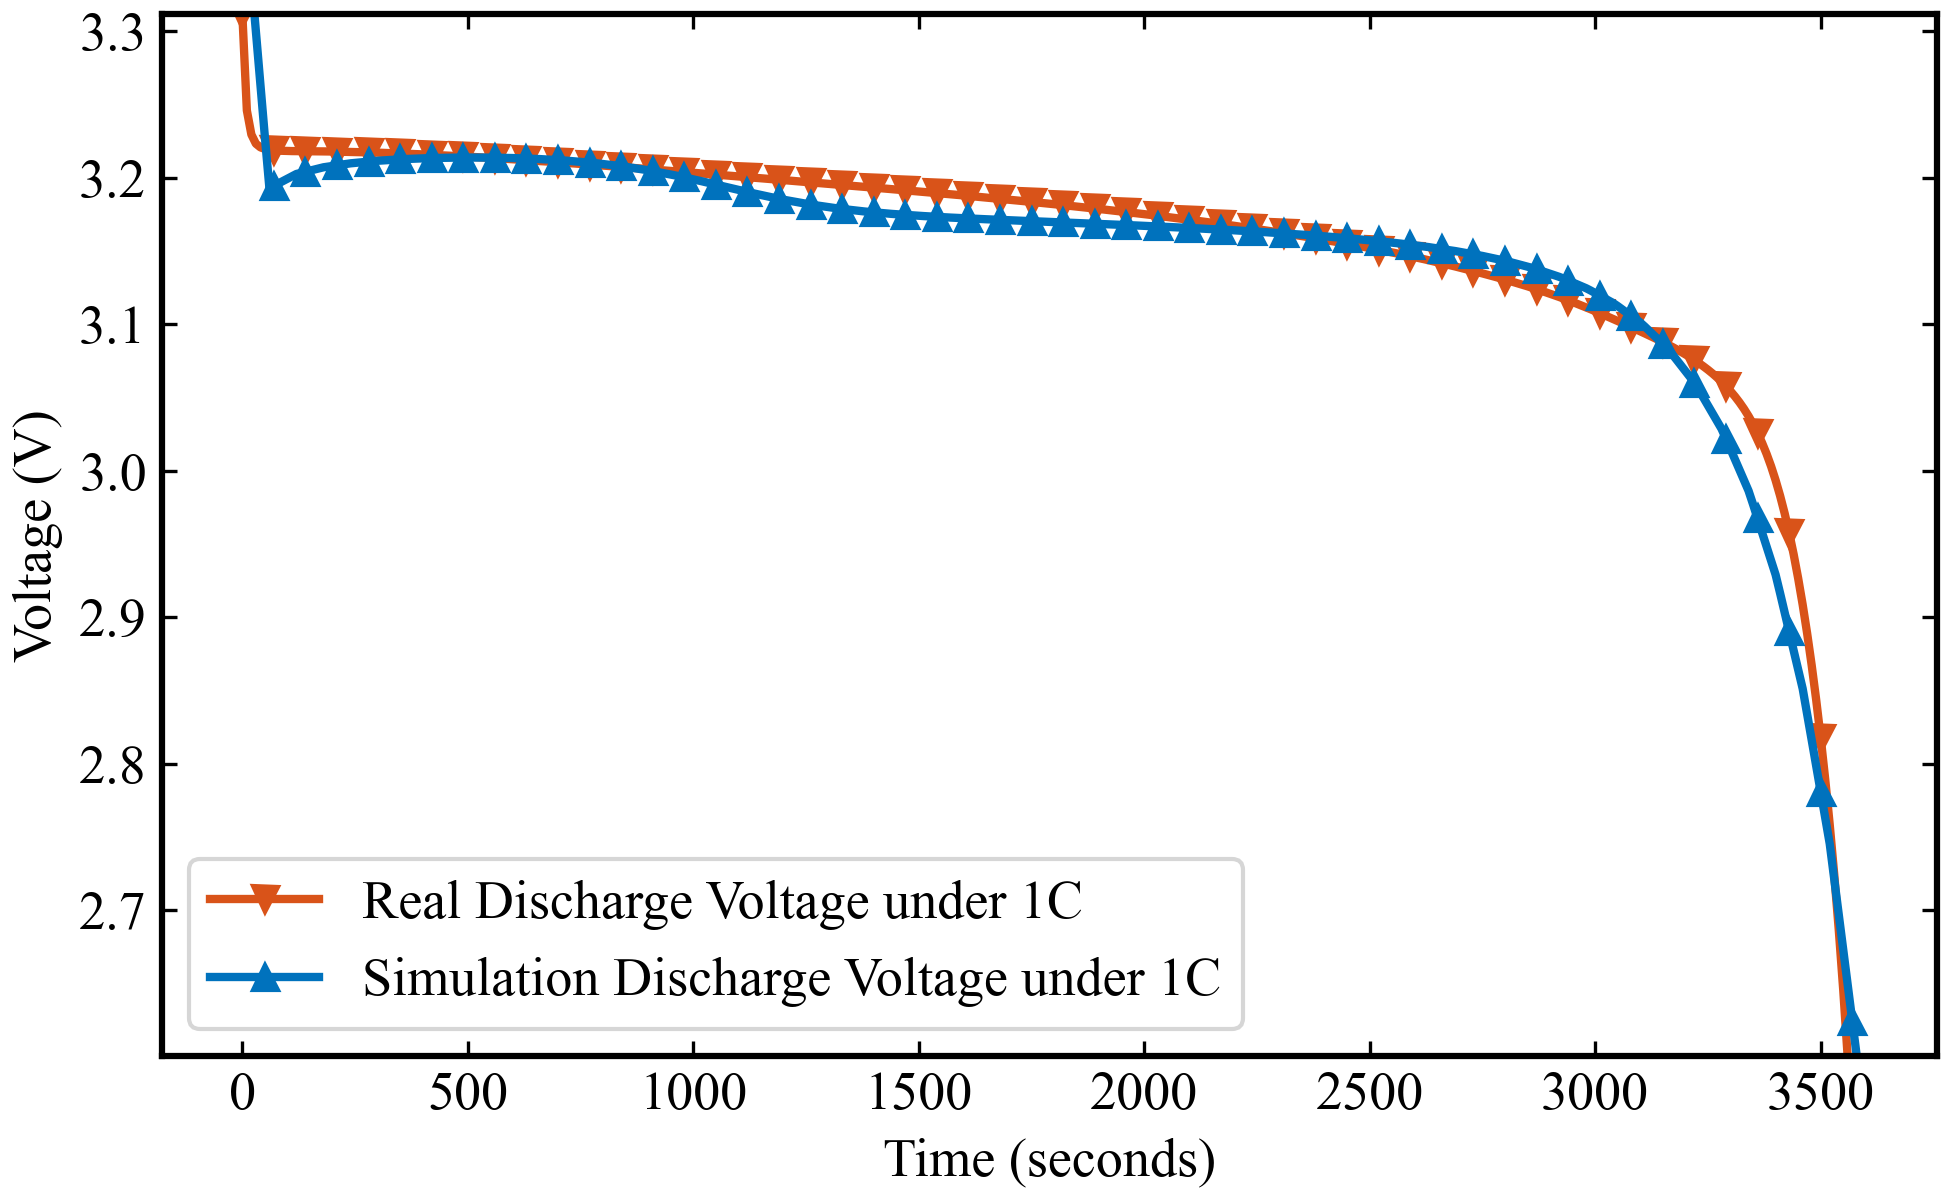 3.3
3.2
3.1
3.0
2.9
2.8
2.7
Voltage (V)
Real Discharge Voltage under 1C
Simulation Discharge Voltage under 1C
0 500 1000 1500 2000 2500 3000 3500
Time (seconds)